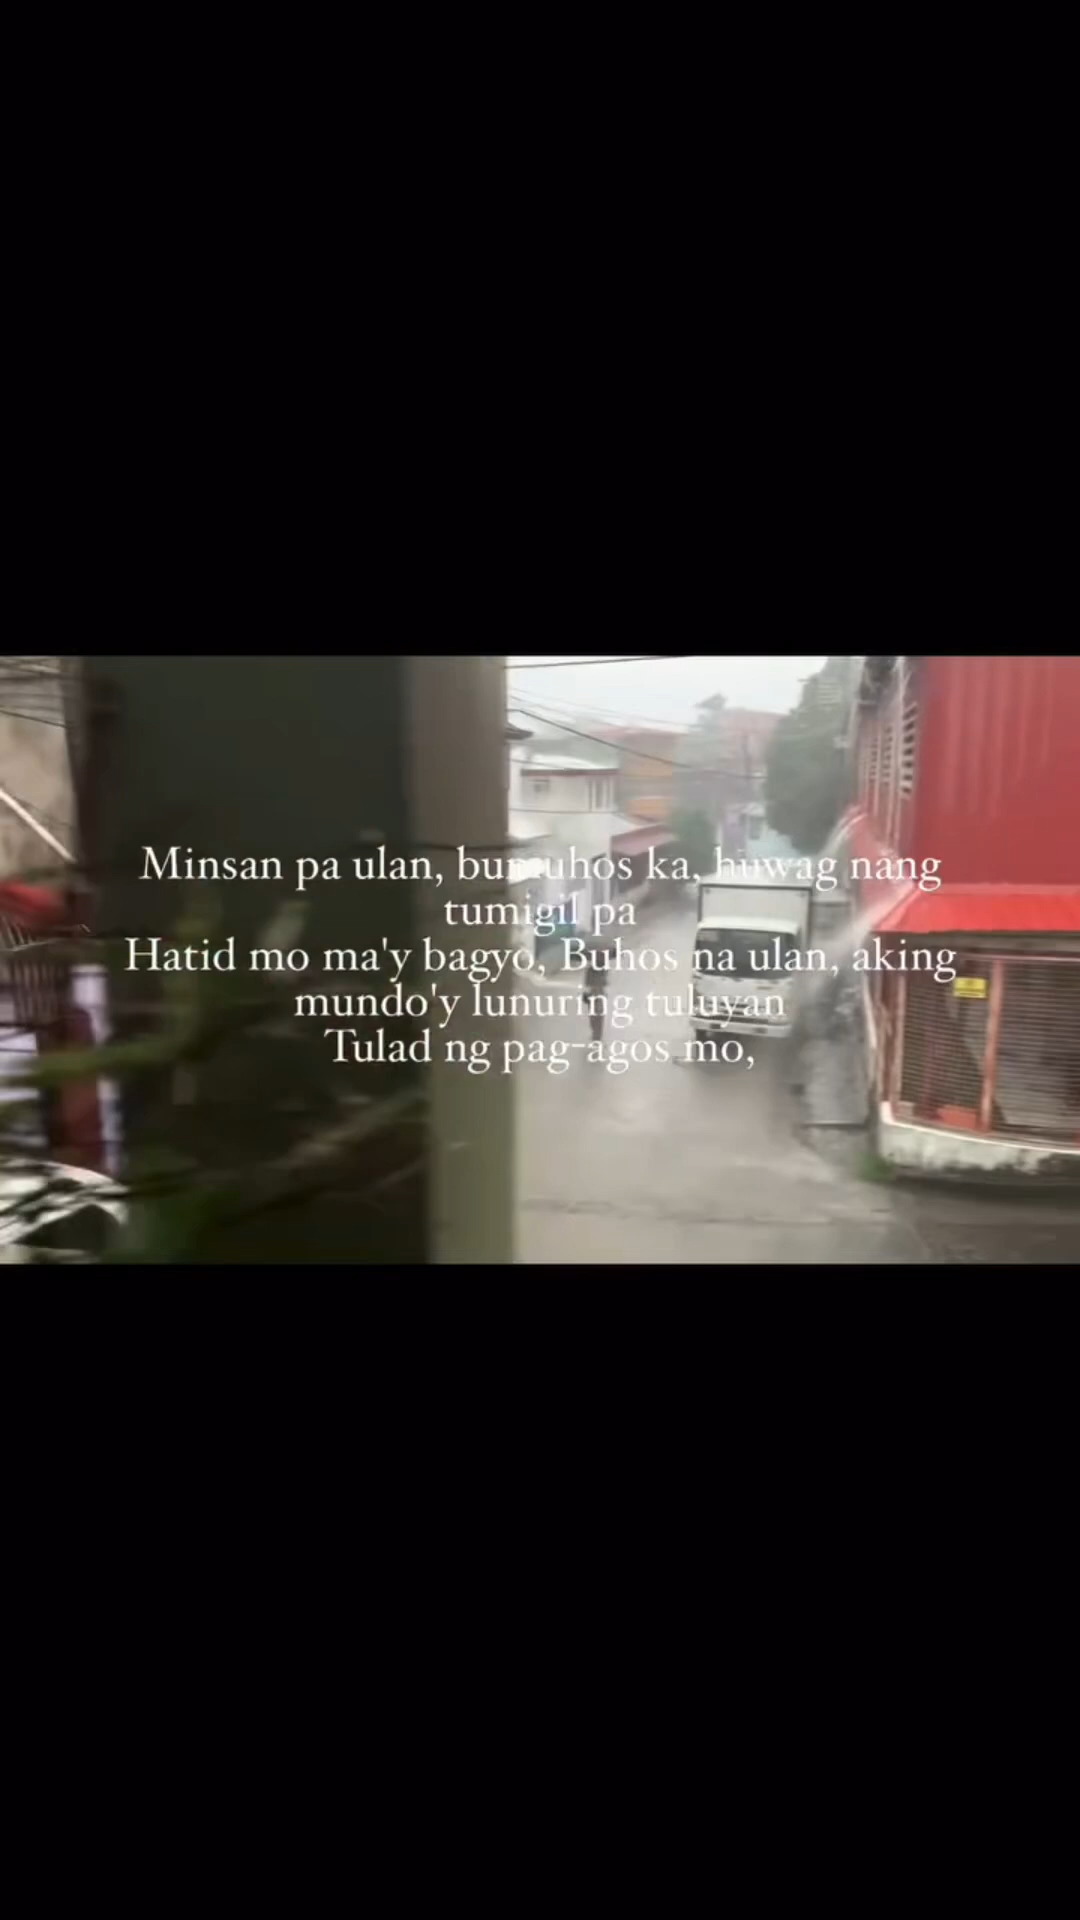 Minsan pa ulan, bumuhos ka, huwag nang
tumigil pa
Hatid mo ma'y bagyo, Buhos na ulan, aking
mundo'y lunuring tuluyan
Tulad ng pag-agos mo,